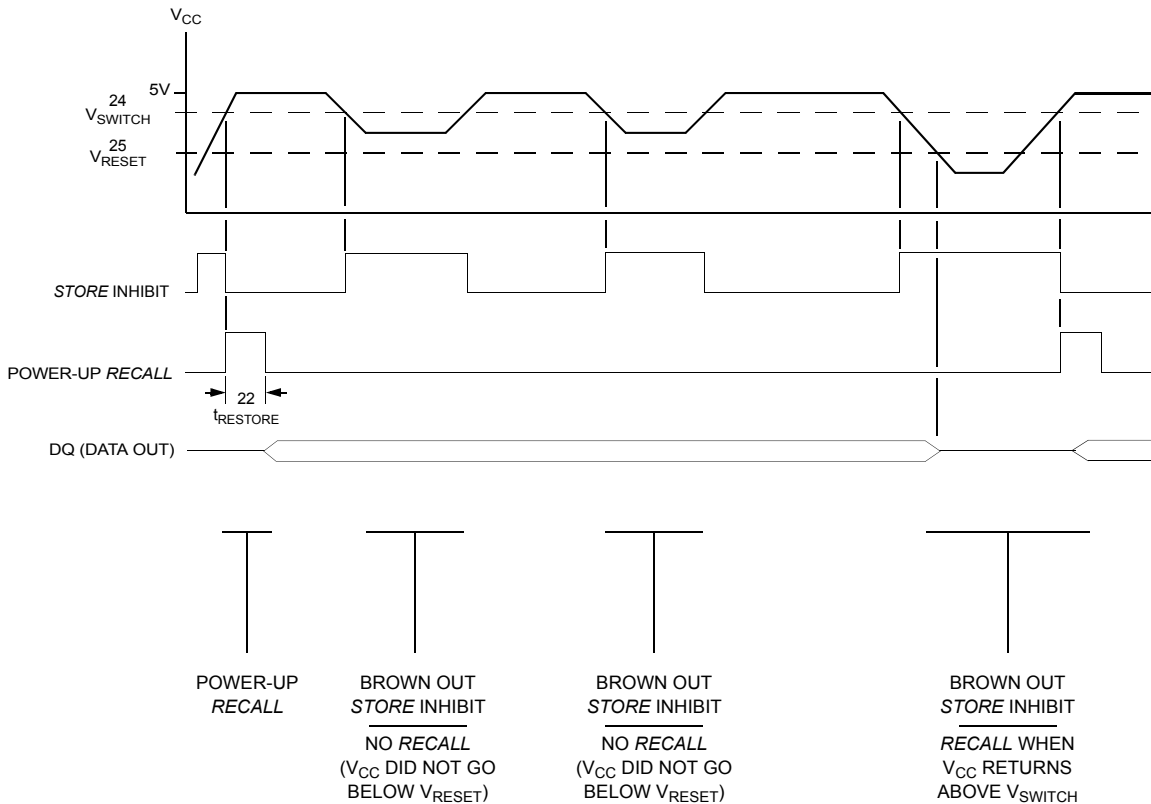 VCC
5V
24
VSWITCH
25
VRESET
STORE INHIBIT
POWER-UP RECALL
22
tRESTORE
DQ (DATA OUT)
POWER-UP
RECALL
BROWN OUT
STORE INHIBIT
NO RECALL
(VCC DID NOT GO
BELOW VRESET)
BROWN OUT
STORE INHIBIT
NO RECALL
(VCC DID NOT GO
BELOW VRESET)
BROWN OUT
STORE INHIBIT
RECALL WHEN
VCC RETURNS
ABOVE VSWITCH